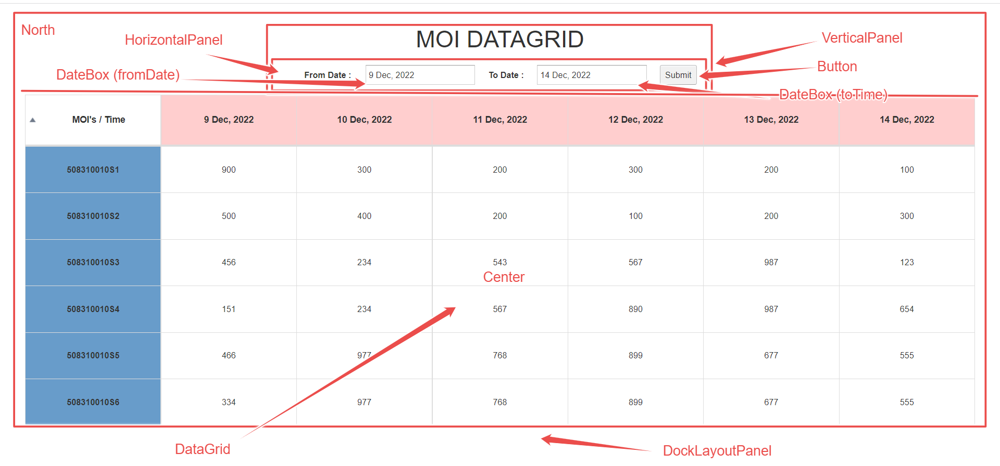 North
HorizontalPanel
MOI DATAGRID
VerticalPanel
DateBox (fromDate)
From Date :
9 Dec, 2022
To Date :
14 Dec, 2022
Submit
Button
DateBox (toTime)
MOI's / Time 9 Dec, 2022 10 Dec, 2022 11 Dec, 2022 12 Dec, 2022 13 Dec, 2022 14 Dec, 2022
508310010S1 900 300 200 300 200 100
508310010S2 500 400 200 100 200 300
508310010S3 456 234 543 567 987 123
Center
508310010S4 151 234 567 890 987 654
508310010S5 466 977 768 899 677 555
508310010S6 334 977 768 899 677 555
DataGrid
DockLayoutPanel